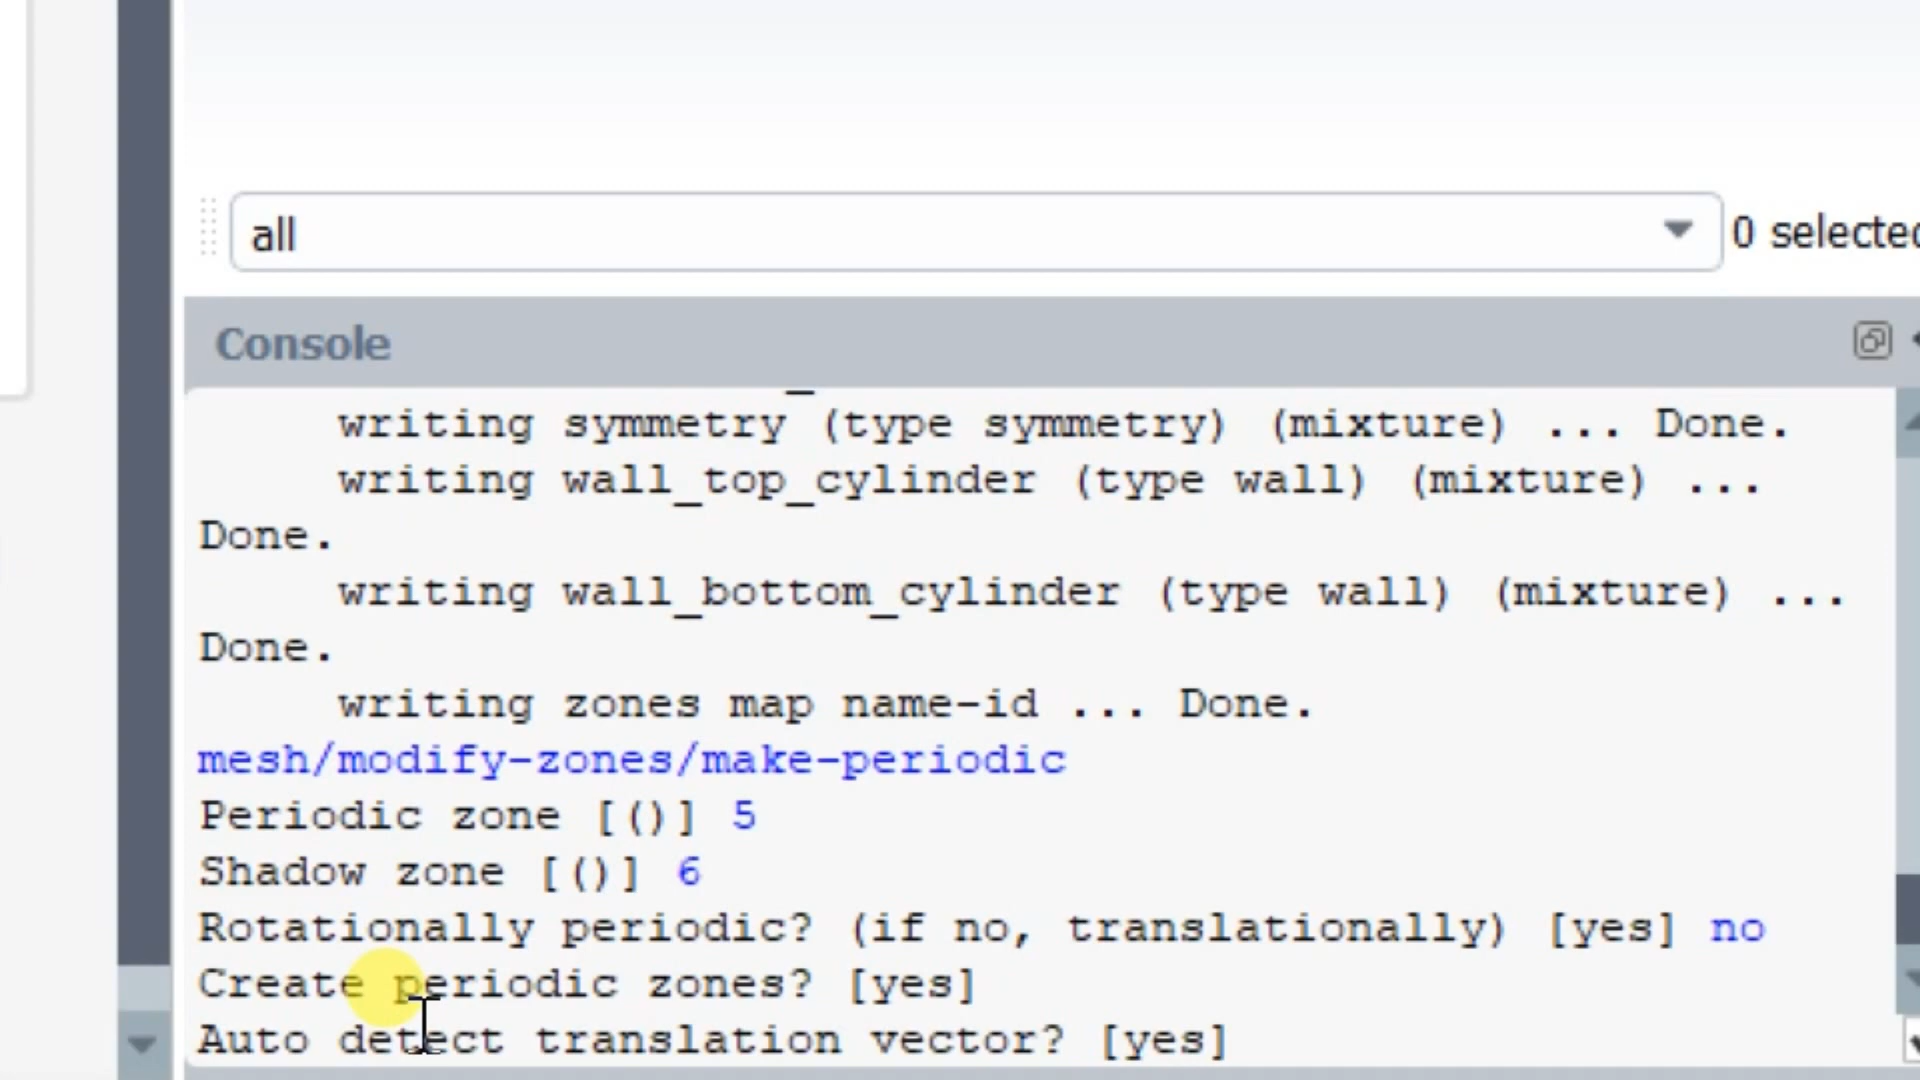 all
0 selected
Console
writing symmetry (type symmetry) (mixture) ... Done.
writing wall_top_cylinder (type wall) (mixture) ...
Done.
writing wall_bottom_cylinder (type wall) (mixture) ...
Done.
writing zones map name-id ... Done.
mesh/modify-zones/make-periodic
Periodic zone [()] 5
Shadow zone [()] 6
Rotationally periodic? (if no, translationally) [yes] no
Create periodic zones? [yes]
Auto detect translation vector? [yes]